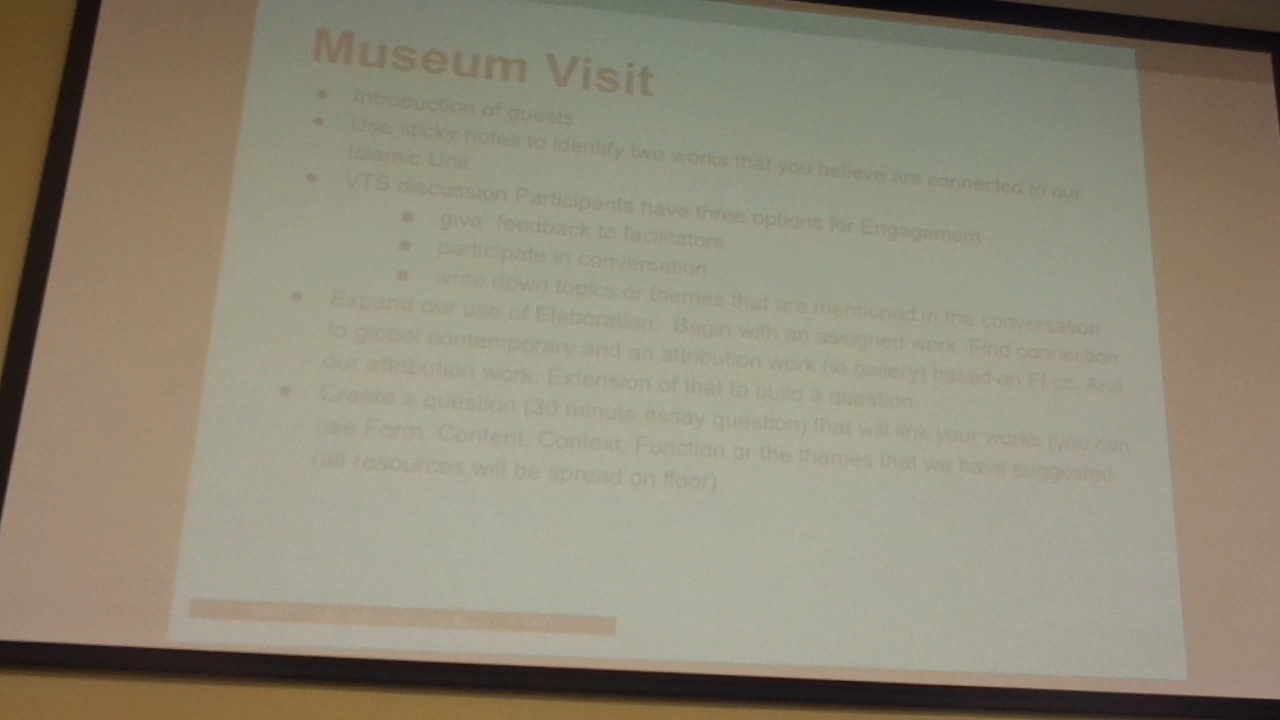 Museum Visit
• Introduction of guests
• Use sticky notes to identify two works that you believe are connected to our
Islamic Unit
• VTS discussion Participants have three options for Engagement
■ give feedback to facilitators
■ participate in conversation
■ write down topics or themes that are mentioned in the conversation
• Expand our use of Elaboration. Begin with an assigned work. Find connection
to global contemporary and an attribution work (in gallery) based on And
our attribution work. Extension of that to build a question
• Create a question (30 minute essay question) that will link your works (you can
use Form, Content, Context, Function or the themes that we have suggested
(all resources will be spread on floor)